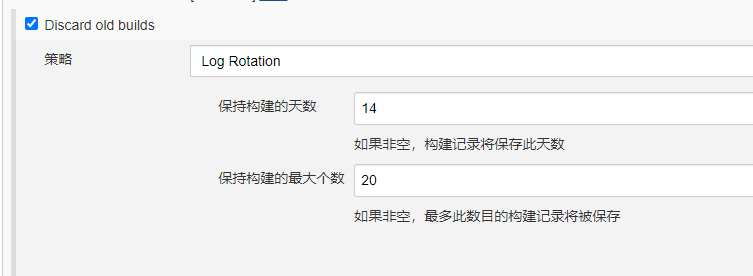 Discard old builds
策略
Log Rotation
保持构建的天数
14
如果非空，构建记录将保存此天数
保持构建的最大个数
20
如果非空，最多此数目的构建记录将被保存